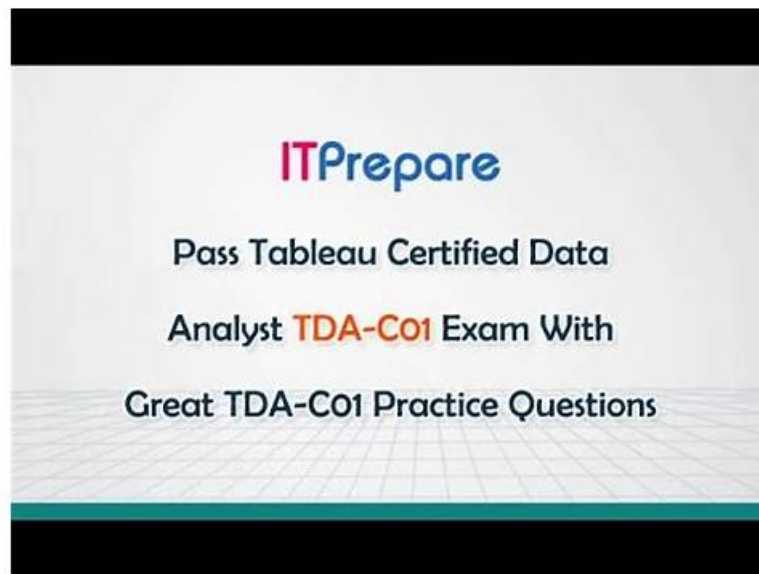 ITPrepare
Pass Tableau Certified Data
Analyst TDA-C01 Exam With
Great TDA-C01 Practice Questions